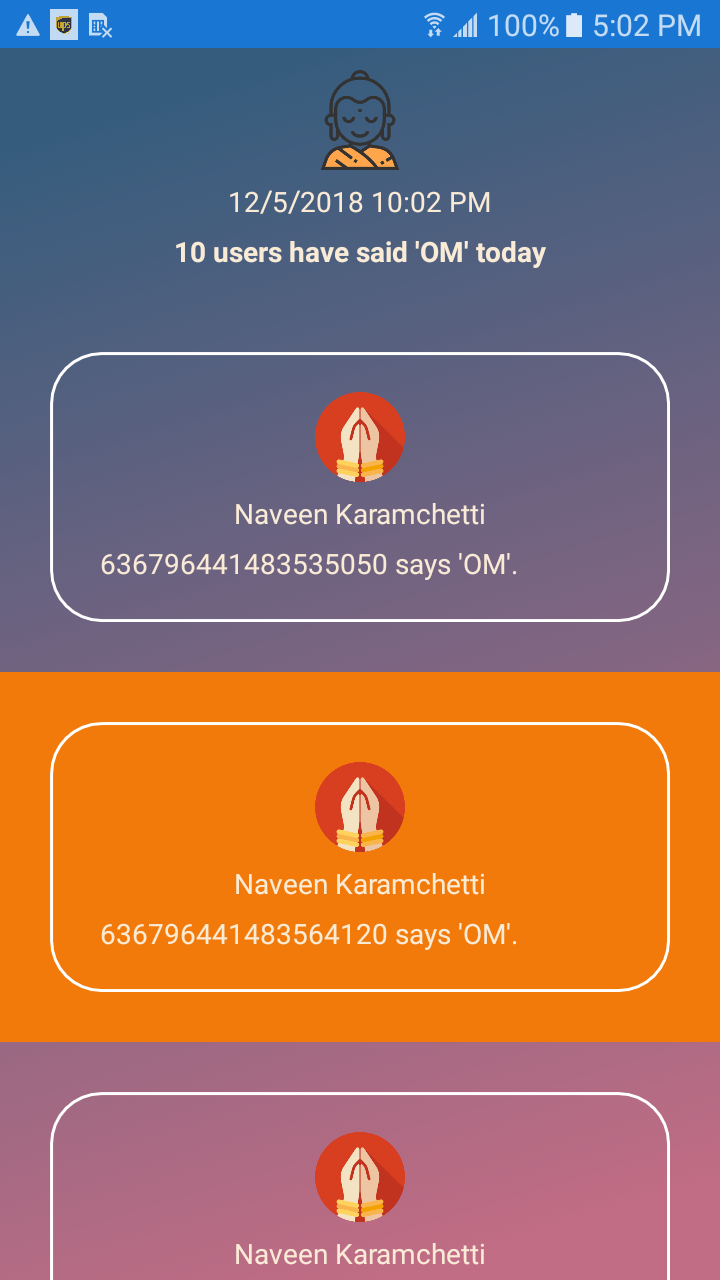 ups
100% 5:02 PM
12/5/2018 10:02 PM
10 users have said 'OM' today
Naveen Karamchetti
636796441483535050 says 'OM'.
Naveen Karamchetti
636796441483564120 says 'OM'.
Naveen Karamchetti